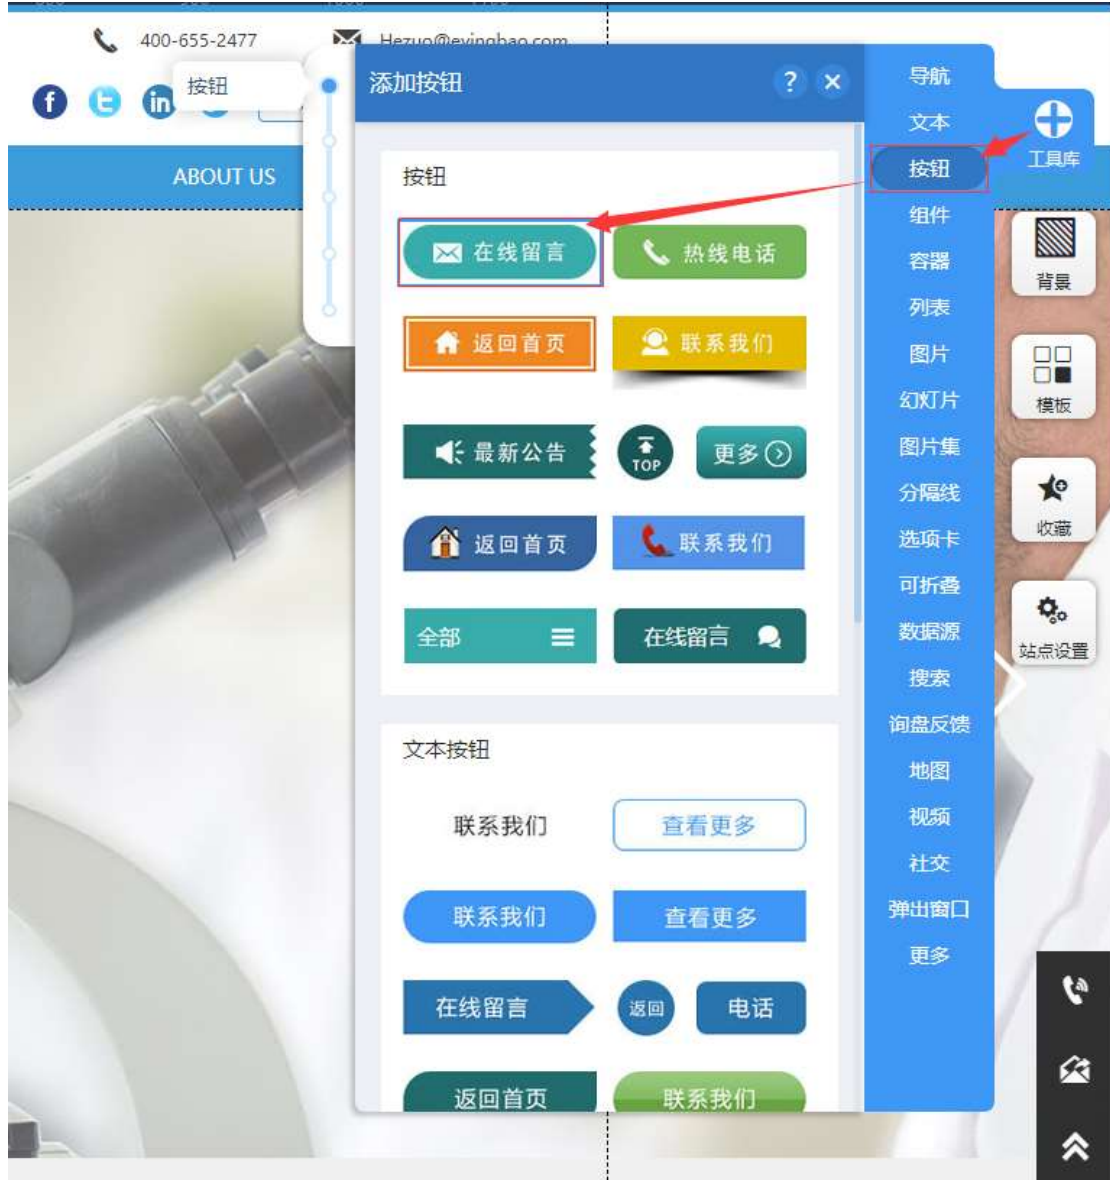 400-655-2477
Hezuo@eyingbao.com
按钮
ABOUT US
添加按钮
?
按钮
在线留言
热线电话
返回首页
联系我们
最新公告
TOP
更多
返回首页
联系我们
全部
在线留言
文本按钮
联系我们
查看更多
联系我们
查看更多
在线留言
返回
电话
返回首页
联系我们
导航
文本
按钮
组件
容器
列表
图片
幻灯片
图片集
分隔线
选项卡
可折叠
数据源
搜索
询盘反馈
地图
视频
社交
弹出窗口
更多
工具库
背景
模板
收藏
站点设置